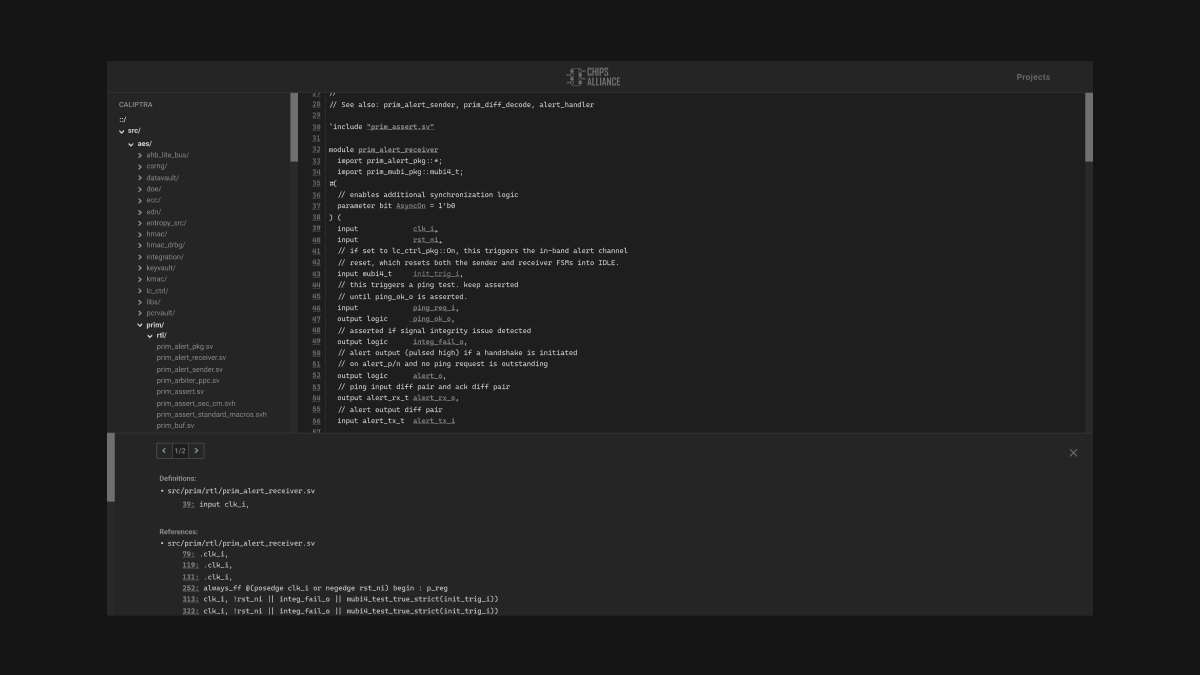 CHIPS
ALLIANCE
Projects
CALIPTRA
::/
src/
aes/
ahb_lite_bus/
csrng/
datavault/
doe/
ecc/
edn/
entropy_src/
hmac/
hmac_drbg/
integration/
keyvault/
kmac/
lc_ctrl/
libs/
pcrvault/
prim/
rtl/
prim_alert_pkg.sv
prim_alert_receiver.sv
prim_alert_sender.sv
prim_arbiter_ppc.sv
prim_assert.sv
prim_assert_sec_cm.svh
prim_assert_standard_macros.svh
prim_buf.sv
27 //
28 // See also: prim_alert_sender, prim_diff_decode, alert_handler
29
30 `include "prim_assert.sv"
31
32 module prim_alert_receiver
33 import prim_alert_pkg::*;
34 import prim_mubi_pkg::mubi4_t;
35 #(
36 // enables additional synchronization logic
37 parameter bit AsyncOn = 1'b0
38 ) (
39 input clk_i,
40 input rst_ni,
41 // if set to lc_ctrl_pkg::On, this triggers the in-band alert channel
42 // reset, which resets both the sender and receiver FSMs into IDLE.
43 input mubi4_t init_trig_i,
44 // this triggers a ping test. keep asserted
45 // until ping_ok_o is asserted.
46 input ping_req_i,
47 output logic ping_ok_o,
48 // asserted if signal integrity issue detected
49 output logic integ_fail_o,
50 // alert output (pulsed high) if a handshake is initiated
51 // on alert_p/n and no ping request is outstanding
52 output logic alert_o,
53 // ping input diff pair and ack diff pair
54 output alert_rx_t alert_rx_o,
55 // alert output diff pair
56 input alert_tx_t alert_tx_i
57
< 1/2 >
Definitions:
• src/prim/rtl/prim_alert_receiver.sv
39: input clk_i,
References:
• src/prim/rtl/prim_alert_receiver.sv
79: .clk_i,
119: .clk_i,
131: .clk_i,
252: always_ff @(posedge clk_i or negedge rst_ni) begin : p_reg
313: clk_i, !rst_ni || integ_fail_o || mubi4_test_true_strict(init_trig_i))
322: clk_i, !rst_ni || integ_fail_o || mubi4_test_true_strict(init_trig_i))